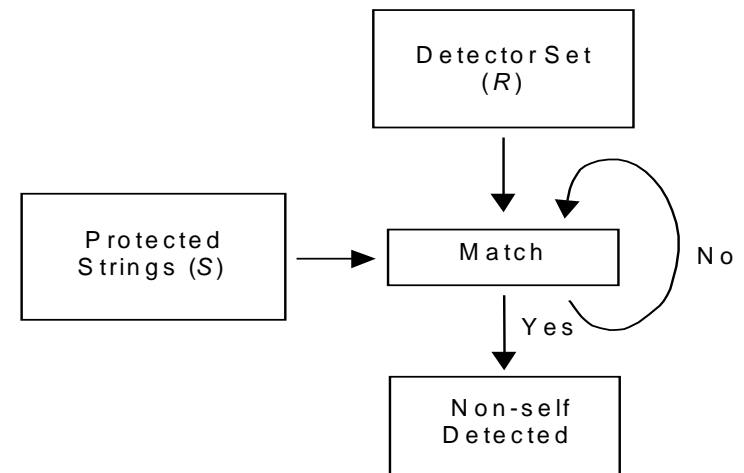 Detector Set
(R)
Protected
Strings (S)
Match
No
Yes
Non-self
Detected